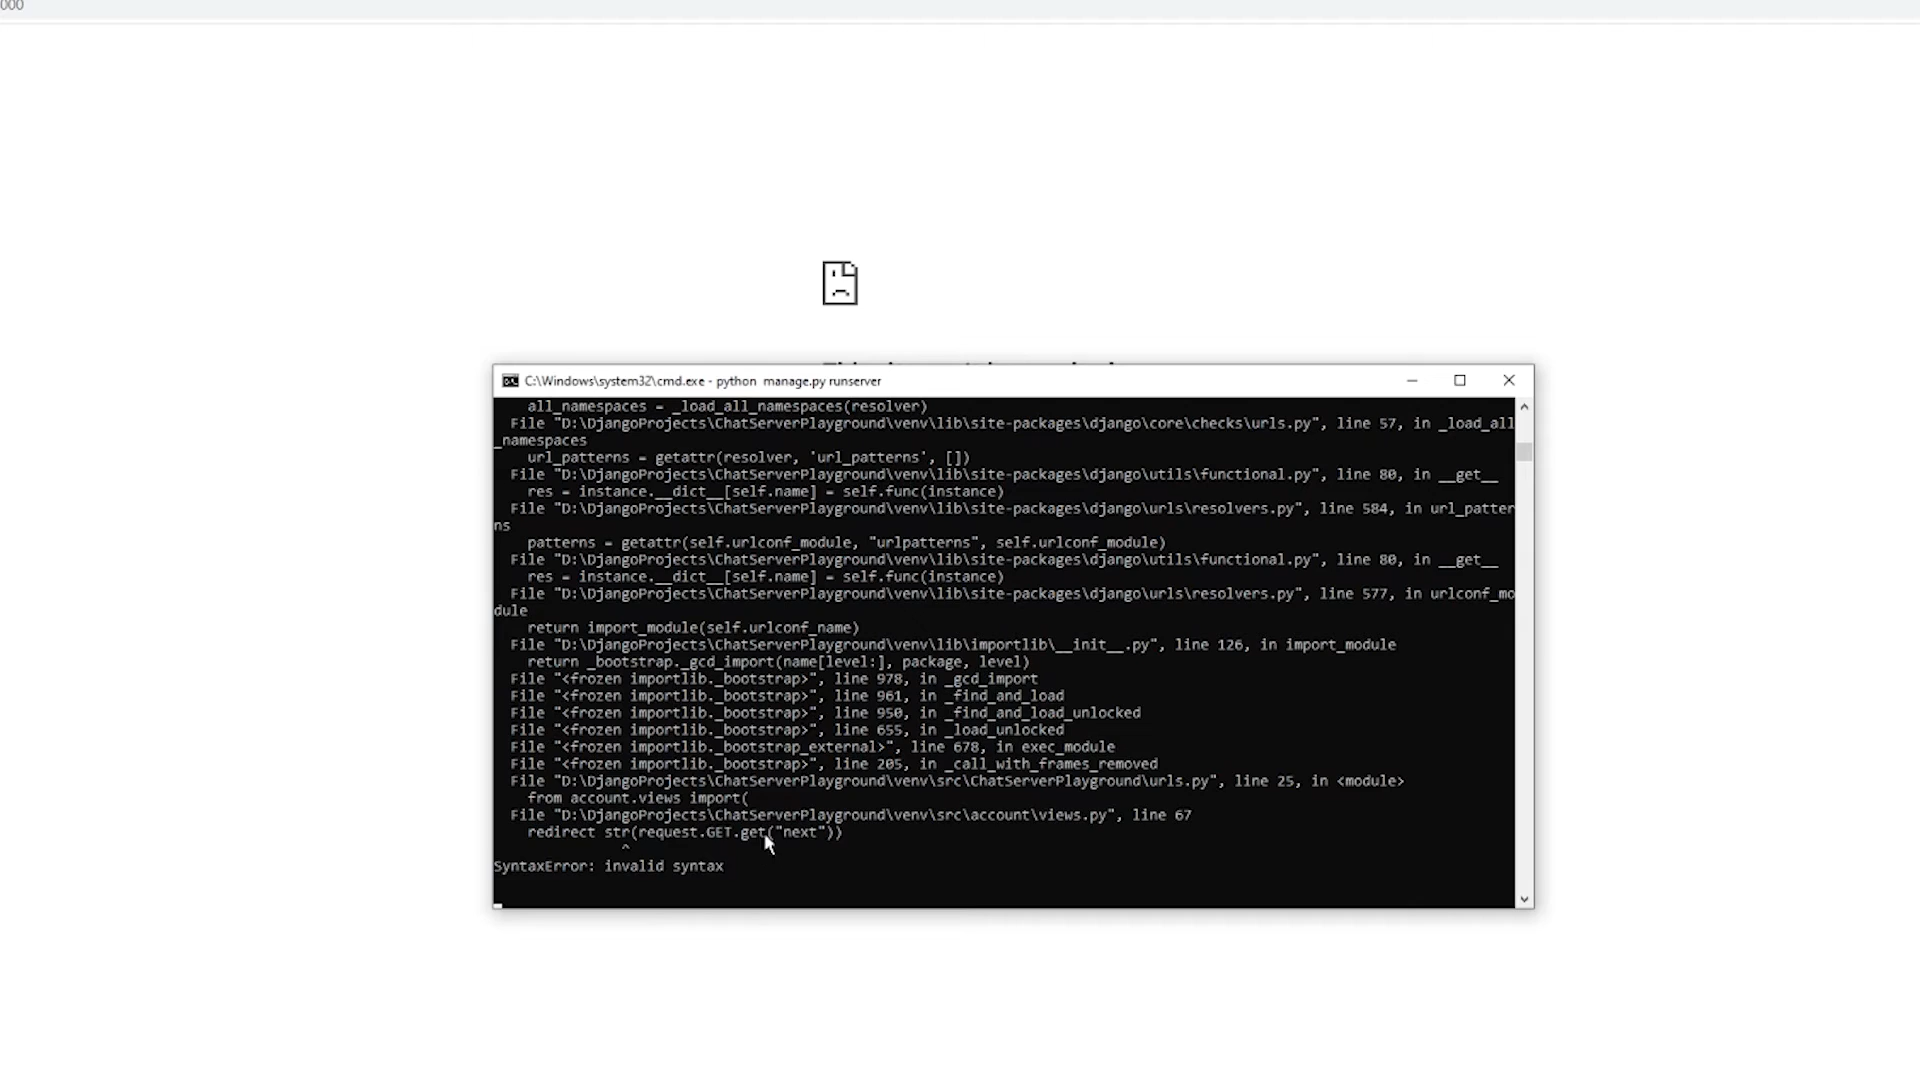 000
C:\Windows\system32\cmd.exe - python  manage.py runserver
    all_namespaces = _load_all_namespaces(resolver)
  File "D:\DjangoProjects\ChatServerPlayground\venv\lib\site-packages\django\core\checks\urls.py", line 57, in _load_all
_namespaces
    url_patterns = getattr(resolver, 'url_patterns', [])
  File "D:\DjangoProjects\ChatServerPlayground\venv\lib\site-packages\django\utils\functional.py", line 80, in __get__
    res = instance.__dict__[self.name] = self.func(instance)
  File "D:\DjangoProjects\ChatServerPlayground\venv\lib\site-packages\django\urls\resolvers.py", line 584, in url_patter
ns
    patterns = getattr(self.urlconf_module, "urlpatterns", self.urlconf_module)
  File "D:\DjangoProjects\ChatServerPlayground\venv\lib\site-packages\django\utils\functional.py", line 80, in __get__
    res = instance.__dict__[self.name] = self.func(instance)
  File "D:\DjangoProjects\ChatServerPlayground\venv\lib\site-packages\django\urls\resolvers.py", line 577, in urlconf_mo
dule
    return import_module(self.urlconf_name)
  File "D:\DjangoProjects\ChatServerPlayground\venv\lib\importlib\__init__.py", line 126, in import_module
    return _bootstrap._gcd_import(name[level:], package, level)
  File "<frozen importlib._bootstrap>", line 978, in _gcd_import
  File "<frozen importlib._bootstrap>", line 961, in _find_and_load
  File "<frozen importlib._bootstrap>", line 950, in _find_and_load_unlocked
  File "<frozen importlib._bootstrap>", line 655, in _load_unlocked
  File "<frozen importlib._bootstrap_external>", line 678, in exec_module
  File "<frozen importlib._bootstrap>", line 205, in _call_with_frames_removed
  File "D:\DjangoProjects\ChatServerPlayground\venv\src\ChatServerPlayground\urls.py", line 25, in <module>
    from account.views import(
  File "D:\DjangoProjects\ChatServerPlayground\venv\src\account\views.py", line 67
    redirect str(request.GET.get("next"))
               ^
SyntaxError: invalid syntax